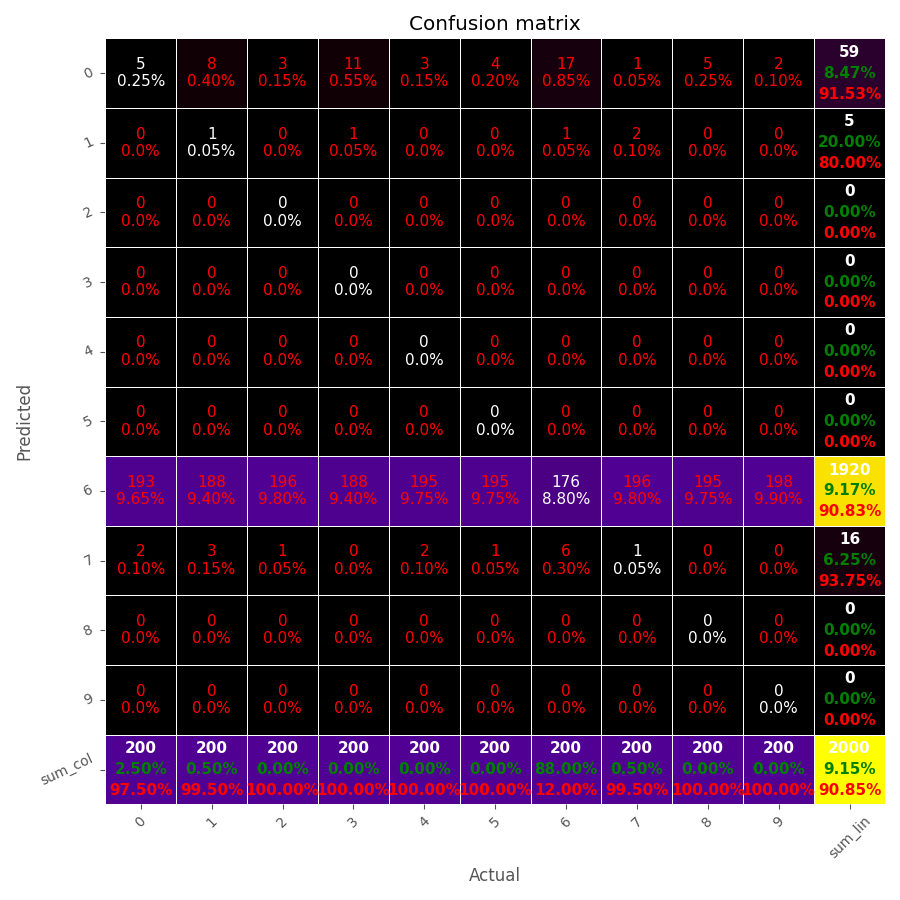 Confusion matrix
0 5 8 3 11 3 4 17 1 5 2 59
0.25% 0.40% 0.15% 0.55% 0.15% 0.20% 0.85% 0.05% 0.25% 0.10% 8.47%
91.53%
1 0 1 0 1 0 0 1 2 0 0 5
0.0% 0.05% 0.0% 0.05% 0.0% 0.0% 0.05% 0.10% 0.0% 0.0% 20.00%
80.00%
2 0 0 0 0 0 0 0 0 0 0 0
0.0% 0.0% 0.0% 0.0% 0.0% 0.0% 0.0% 0.0% 0.0% 0.0% 0.00%
0.00%
3 0 0 0 0 0 0 0 0 0 0 0
0.0% 0.0% 0.0% 0.0% 0.0% 0.0% 0.0% 0.0% 0.0% 0.0% 0.00%
0.00%
4 0 0 0 0 0 0 0 0 0 0 0
0.0% 0.0% 0.0% 0.0% 0.0% 0.0% 0.0% 0.0% 0.0% 0.0% 0.00%
0.00%
5 0 0 0 0 0 0 0 0 0 0 0
0.0% 0.0% 0.0% 0.0% 0.0% 0.0% 0.0% 0.0% 0.0% 0.0% 0.00%
0.00%
Predicted
6 193 188 196 188 195 195 176 196 195 198 1920
9.65% 9.40% 9.80% 9.40% 9.75% 9.75% 8.80% 9.80% 9.75% 9.90% 9.17%
90.83%
7 2 3 1 0 2 1 6 1 0 0 16
0.10% 0.15% 0.05% 0.0% 0.10% 0.05% 0.30% 0.05% 0.0% 0.0% 6.25%
93.75%
8 0 0 0 0 0 0 0 0 0 0 0
0.0% 0.0% 0.0% 0.0% 0.0% 0.0% 0.0% 0.0% 0.0% 0.0% 0.00%
0.00%
9 0 0 0 0 0 0 0 0 0 0 0
0.0% 0.0% 0.0% 0.0% 0.0% 0.0% 0.0% 0.0% 0.0% 0.0% 0.00%
0.00%
sum_col 200 200 200 200 200 200 200 200 200 200 2000
2.50% 0.50% 0.00% 0.00% 0.00% 0.00% 88.00% 0.50% 0.00% 0.00% 9.15%
97.50% 99.50% 100.00% 100.00% 100.00% 100.00% 12.00% 99.50% 100.00% 100.00% 90.85%
0 1 2 3 4 5 6 7 8 9 sum_lin
Actual